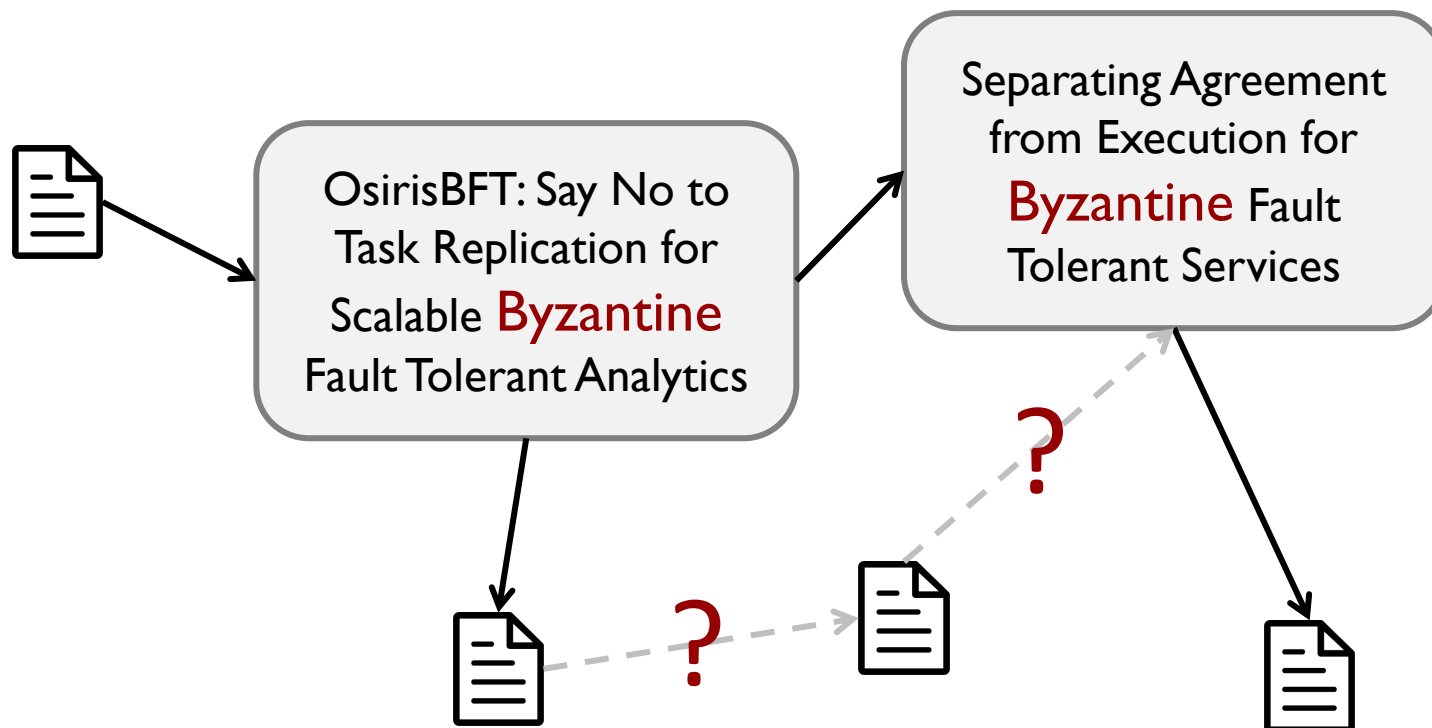 OsirisBFT: Say No to
Task Replication for
Scalable Byzantine
Fault Tolerant Analytics
Separating Agreement
from Execution for
Byzantine Fault
Tolerant Services
?
?